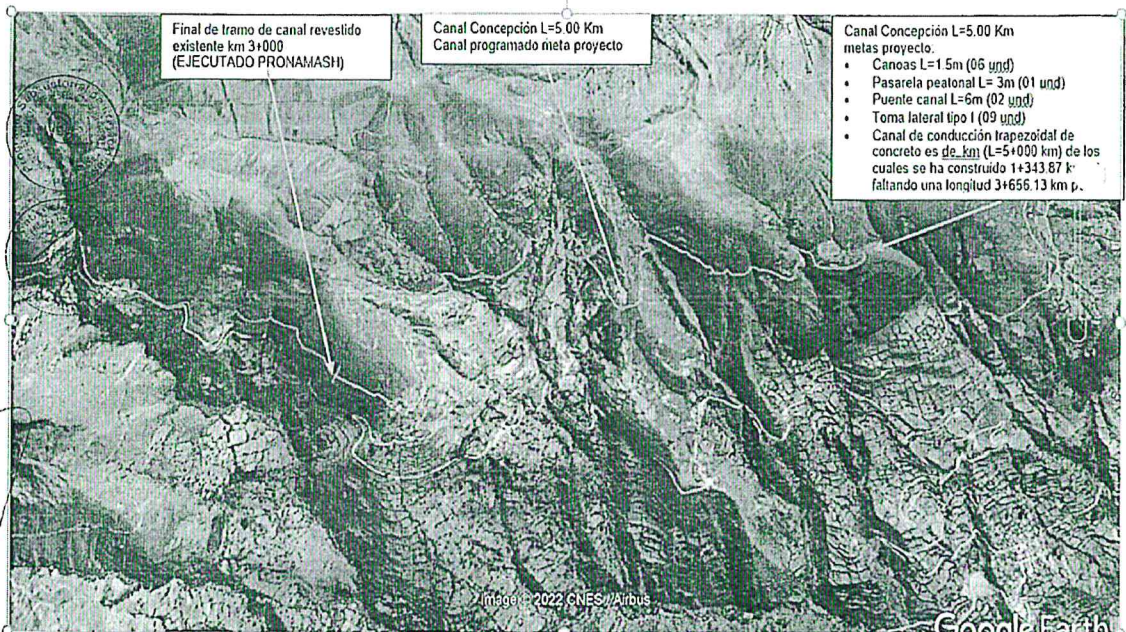 Final de tramo de canal revestido
existente km 3+000
(EJECUTADO PRONAMASH)
Canal Concepción L=5.00 Km
Canal programado meta proyecto
Canal Concepción L=5.00 Km
metas proyecto:
• Canoas L=1.5m (06 und)
• Pasarela peatonal L= 3m (01 und)
• Puente canal L=6m (02 und)
• Toma lateral tipo I (09 und)
• Canal de conducción trapezoidal de
concreto es de km (L=5+000 km) de los
cuales se ha construido 1+343.87
faltando una longitud 3+656.13 km
Image © 2022 CNES / Airbus
Google Earth